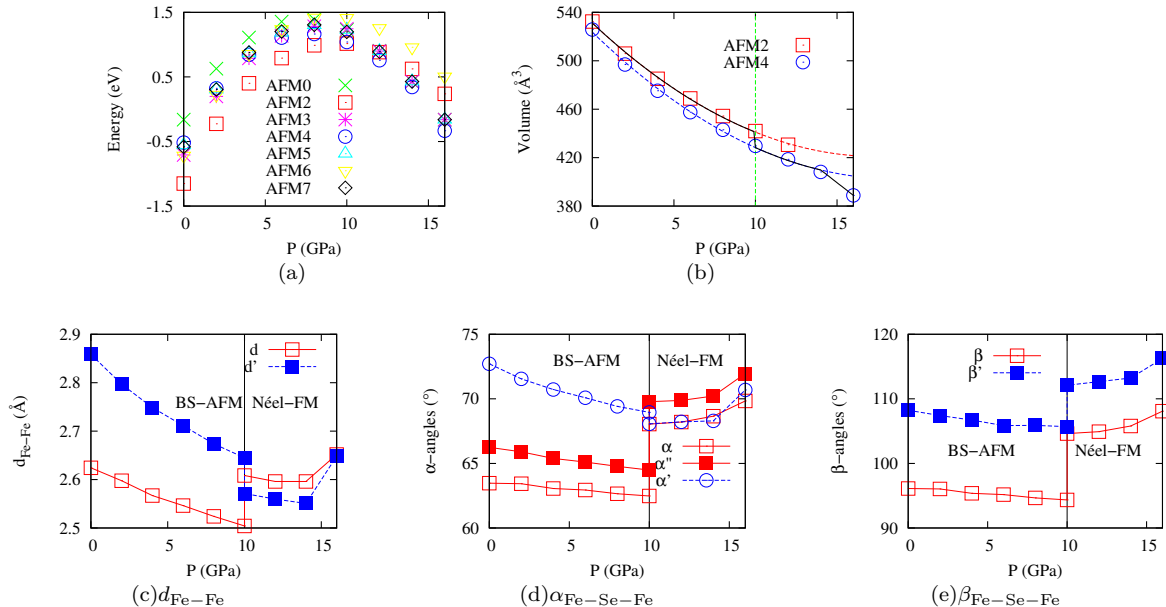 1.5
0.5
-0.5
-1.5
Energy (eV)
AFM0
AFM2
AFM3
AFM4
AFM5
AFM6
AFM7
0 5 10 15
P (GPa)
(a)
540
500
460
420
380
Volume (Å³)
AFM2
AFM4
0 5 10 15
P (GPa)
(b)
2.9
2.8
2.7
2.6
2.5
d_Fe−Fe (Å)
d
d'
BS−AFM Néel−FM
0 5 10 15
P (GPa)
(c)d_Fe−Fe
75
70
65
60
α−angles (°)
BS−AFM Néel−FM
α
α"
α'
0 5 10 15
P (GPa)
(d)α_Fe−Se−Fe
120
110
100
90
β−angles (°)
β
β'
BS−AFM Néel−FM
0 5 10 15
P (GPa)
(e)β_Fe−Se−Fe